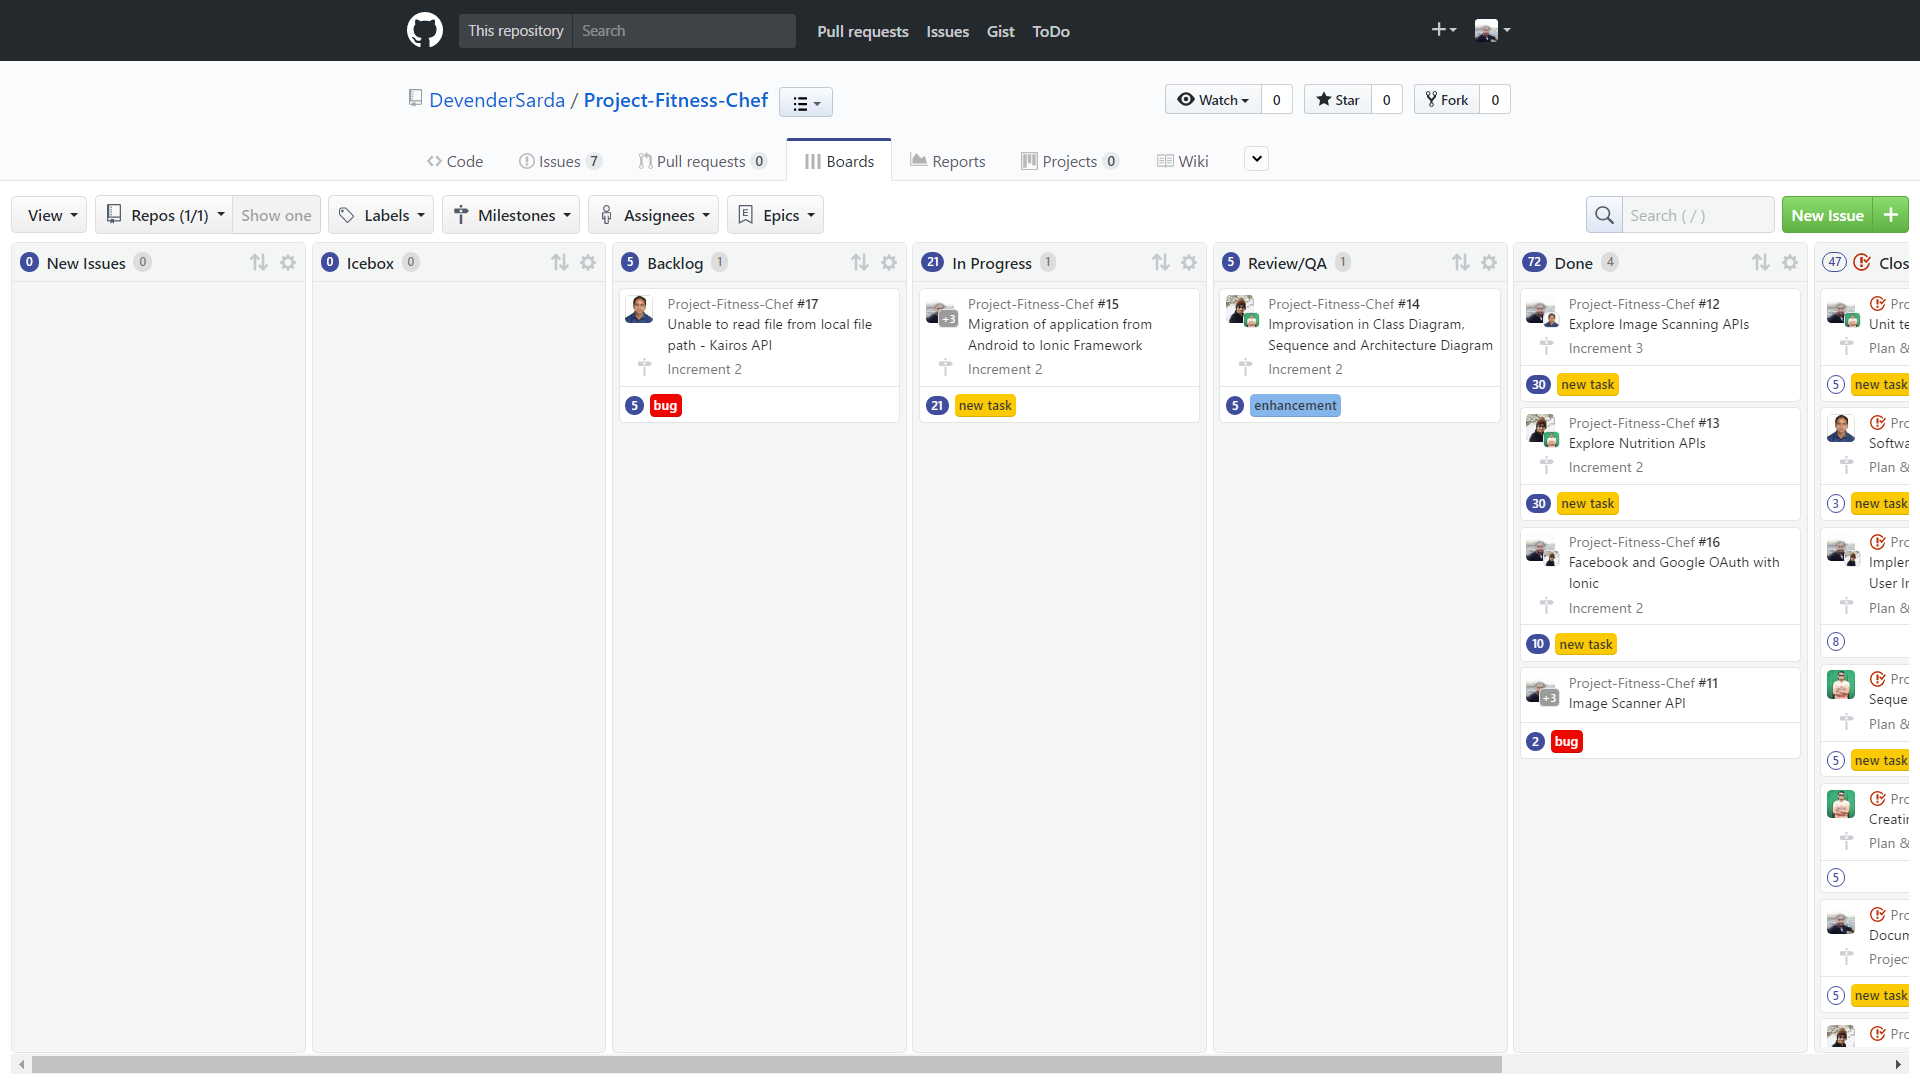 This repository Search Pull requests Issues Gist ToDo
DevenderSarda / Project-Fitness-Chef
Watch 0 Star 0 Fork 0
Code Issues 7 Pull requests 0 Boards Reports Projects 0 Wiki
View Repos (1/1) Show one Labels Milestones Assignees Epics Search ( / ) New Issue +
0 New Issues 0
0 Icebox 0
5 Backlog 1
Project-Fitness-Chef #17
Unable to read file from local file
path - Kairos API
Increment 2
5 bug
21 In Progress 1
+3
Project-Fitness-Chef #15
Migration of application from
Android to Ionic Framework
Increment 2
21 new task
5 Review/QA 1
Project-Fitness-Chef #14
Improvisation in Class Diagram,
Sequence and Architecture Diagram
Increment 2
5 enhancement
72 Done 4
Project-Fitness-Chef #12
Explore Image Scanning APIs
Increment 3
30 new task
Project-Fitness-Chef #13
Explore Nutrition APIs
Increment 2
30 new task
Project-Fitness-Chef #16
Facebook and Google OAuth with
Ionic
Increment 2
10 new task
+3
Project-Fitness-Chef #11
Image Scanner API
2 bug
47 Clos
Pro
Unit te
Plan &
5 new task
Pro
Softwa
Plan &
3 new task
Pro
Impler
User In
Plan &
8
Pro
Seque
Plan &
5 new task
Pro
Creatin
Plan &
5
Pro
Docum
Project
5 new task
Pro